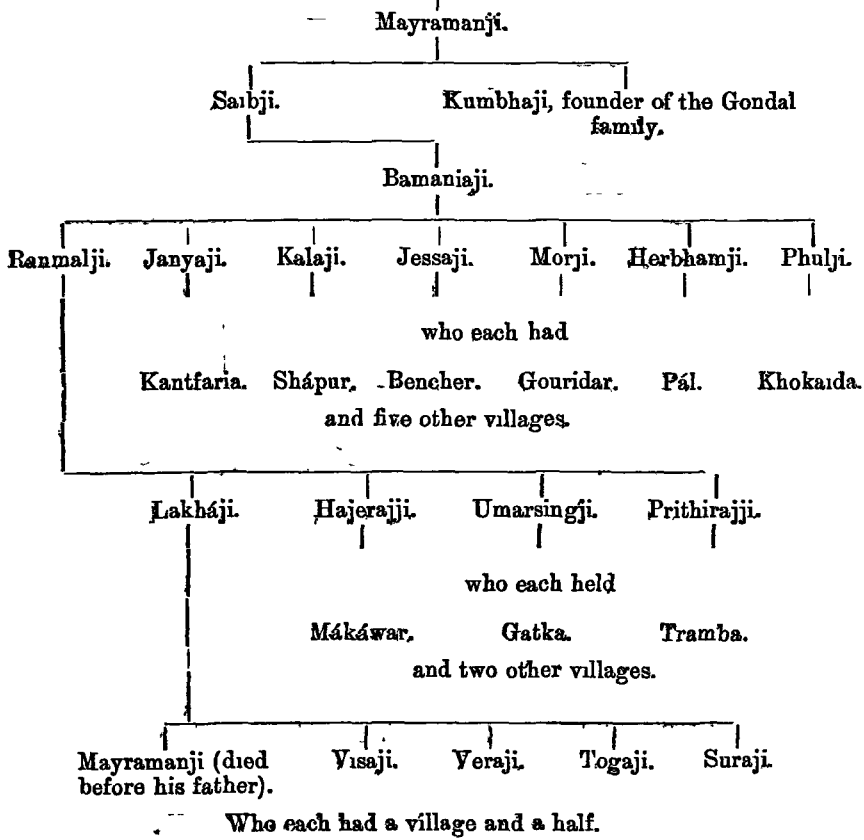 Mayramanji.
Saibji. Kumbhaji, founder of the Gondal
family.
Bamaniaji.
Ranmalji. Janyaji. Kalaji. Jessaji. Morji. Herbhamji. Phulji.
who each had
Kantfaria. Shápur. Bencher. Gouridar. Pál. Khokaida.
and five other villages.
Lakháji. Hajerajji. Umarsingji. Prithirajji.
who each held
Mákáwar. Gatka. Tramba.
and two other villages.
Mayramanji (died Visaji. Veraji. Togaji. Suraji.
before his father).
Who each had a village and a half.